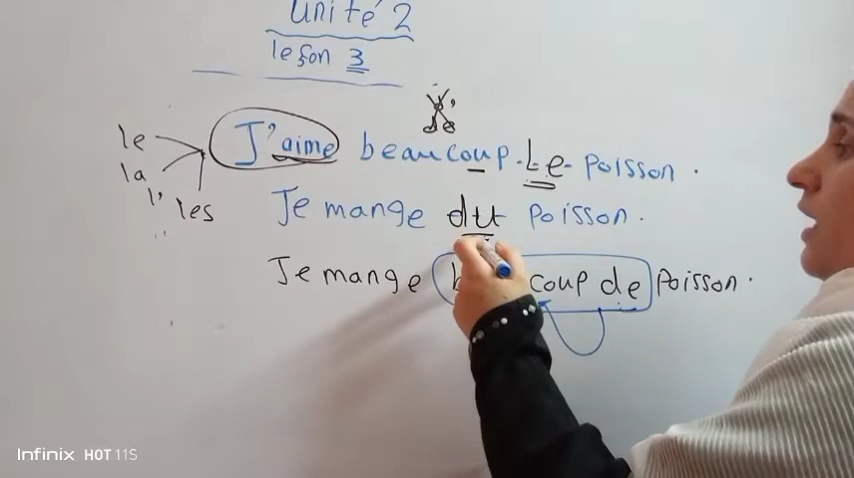 Unité 2
leçon 3
de
le
la
l'
les
J'aime beaucoup Le poisson.
Je mange du poisson.
Je mange coup de poisson.
Infinix HOT 11S